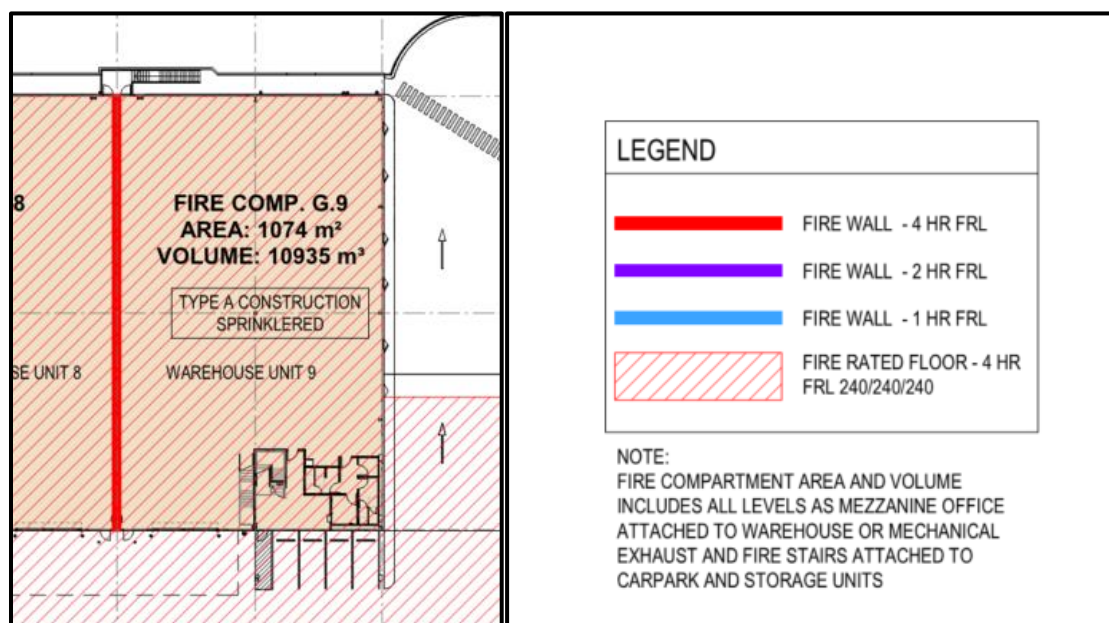 8
FIRE COMP. G.9
AREA: 1074 m²
VOLUME: 10935 m³
TYPE A CONSTRUCTION
SPRINKLERED
SE UNIT 8
WAREHOUSE UNIT 9
LEGEND
FIRE WALL - 4 HR FRL
FIRE WALL - 2 HR FRL
FIRE WALL - 1 HR FRL
FIRE RATED FLOOR - 4 HR
FRL 240/240/240
NOTE:
FIRE COMPARTMENT AREA AND VOLUME
INCLUDES ALL LEVELS AS MEZZANINE OFFICE
ATTACHED TO WAREHOUSE OR MECHANICAL
EXHAUST AND FIRE STAIRS ATTACHED TO
CARPARK AND STORAGE UNITS